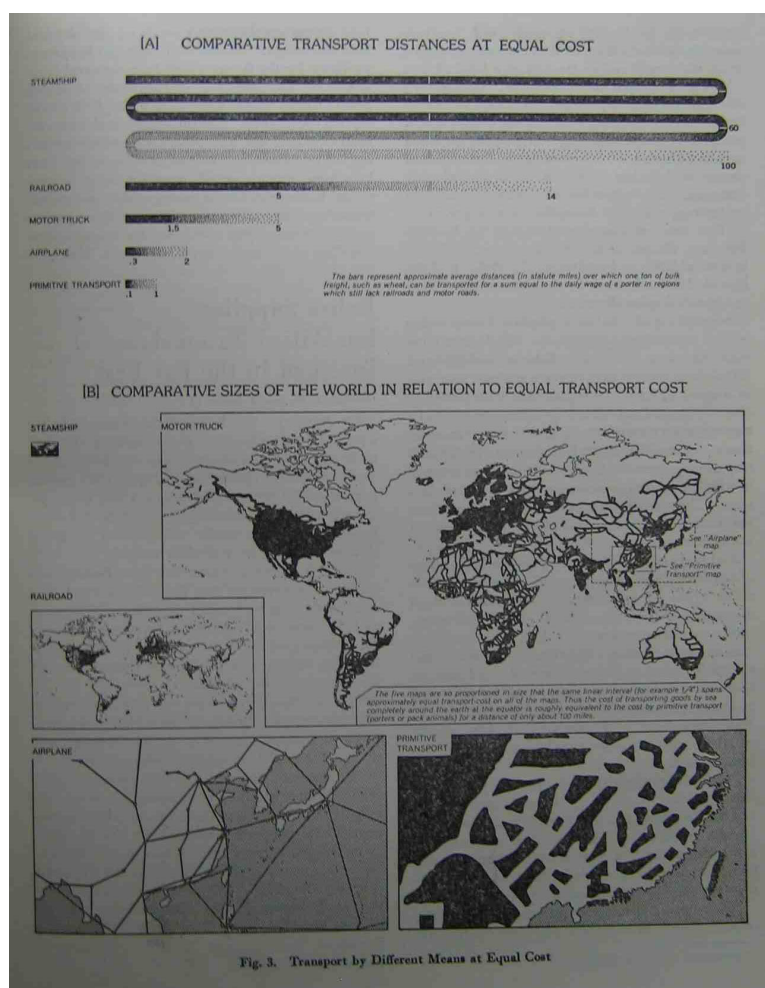 [A] COMPARATIVE TRANSPORT DISTANCES AT EQUAL COST
STEAMSHIP
60
100
RAILROAD
5
14
MOTOR TRUCK
1.5
5
AIRPLANE
.3
2
PRIMITIVE TRANSPORT
.1
1
The bars represent approximate average distances (in statute miles) over which one ton of bulk
freight, such as wheat, can be transported for a sum equal to the daily wage of a porter in regions
which still lack railroads and motor roads.
[B] COMPARATIVE SIZES OF THE WORLD IN RELATION TO EQUAL TRANSPORT COST
STEAMSHIP
MOTOR TRUCK
See "Airplane"
map
See "Primitive
Transport" map
RAILROAD
The five maps are so proportioned in size that the same linear interval (for example 1/4") spans
approximately equal transport-cost on all of the maps. Thus the cost of transporting goods by sea
completely around the earth at the equator is roughly equivalent to the cost by primitive transport
(porters or pack animals) for a distance of only about 100 miles.
AIRPLANE
PRIMITIVE
TRANSPORT
Fig. 3. Transport by Different Means at Equal Cost